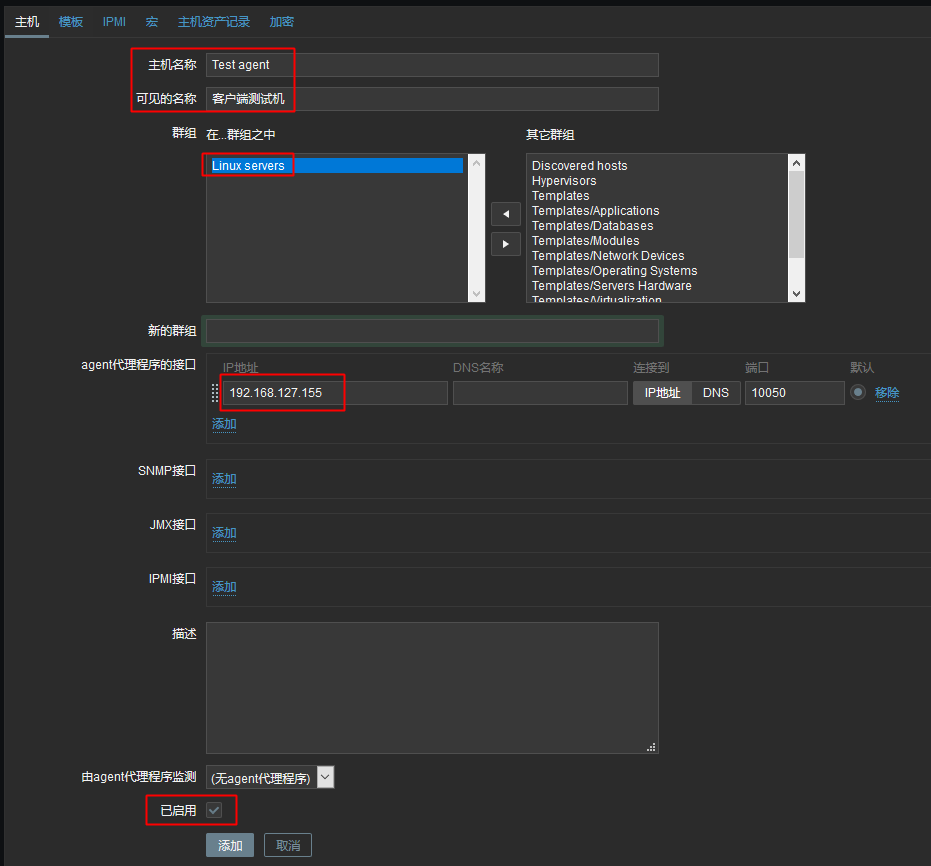 主机 模板 IPMI 宏 主机资产记录 加密
主机名称 Test agent
可见的名称 客户端测试机
群组 在...群组之中 其它群组
Linux servers
Discovered hosts
Hypervisors
Templates
Templates/Applications
Templates/Databases
Templates/Modules
Templates/Network Devices
Templates/Operating Systems
Templates/Servers Hardware
Templates/Virtualization
新的群组
agent代理程序的接口 IP地址 DNS名称 连接到 端口 默认
192.168.127.155 IP地址 DNS 10050 移除
添加
SNMP接口 添加
JMX接口 添加
IPMI接口 添加
描述
由agent代理程序监测 (无agent代理程序)
已启用
添加 取消